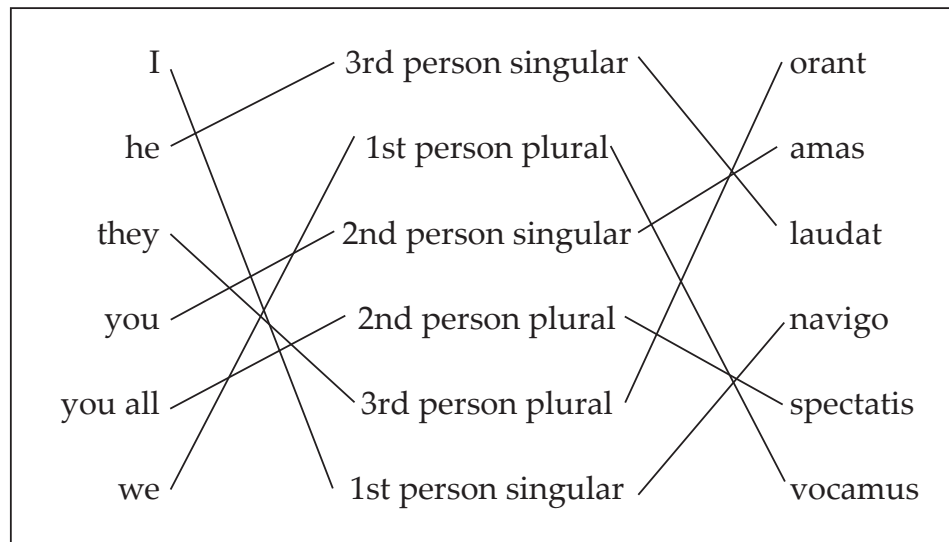 I 3rd person singular orant
he 1st person plural amas
they 2nd person singular laudat
you 2nd person plural navigo
you all 3rd person plural spectatis
we 1st person singular vocamus